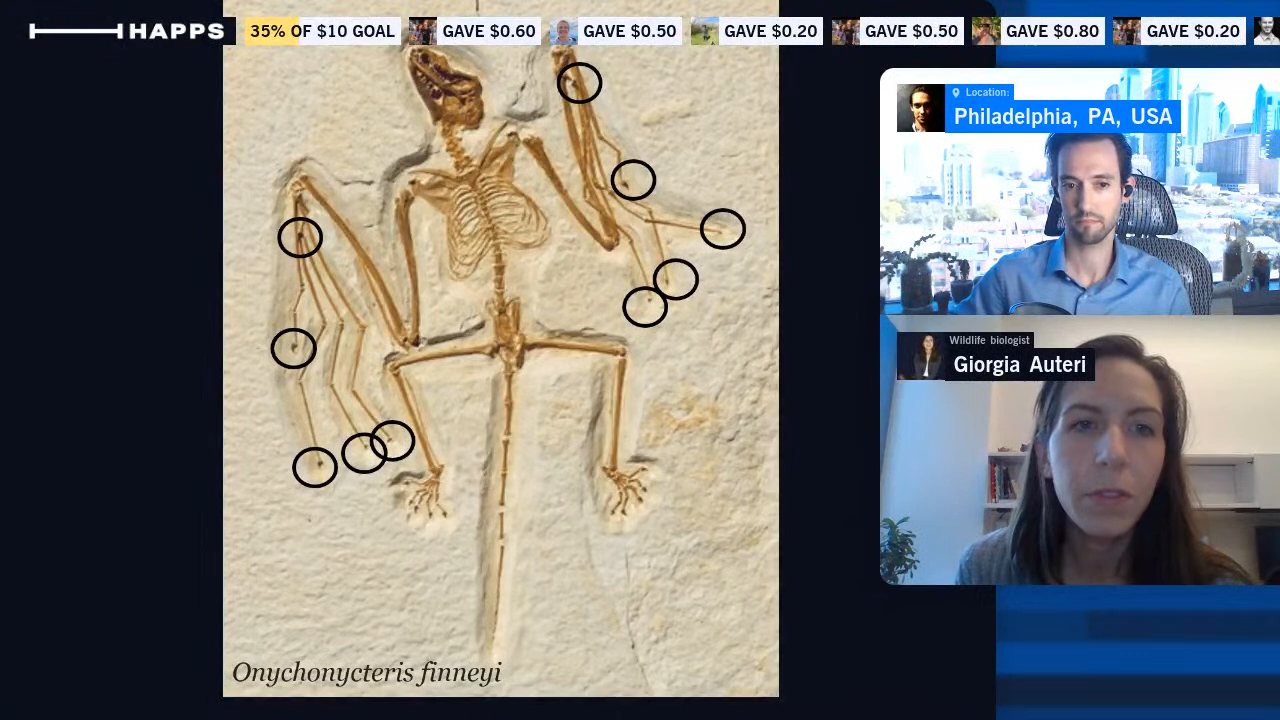 HAPPS
35% OF $10 GOAL
GAVE $0.60
GAVE $0.50
GAVE $0.20
GAVE $0.50
GAVE $0.80
GAVE $0.20
Location:
Philadelphia, PA, USA
Wildlife biologist
Giorgia Auteri
Onychonycteris finneyi